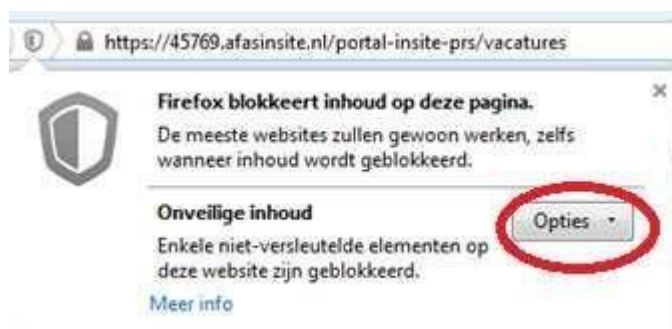 https://45769.afasinsite.nl/portal-insite-prs/vacatures
Firefox blokkeert inhoud op deze pagina.
De meeste websites zullen gewoon werken, zelfs
wanneer inhoud wordt geblokkeerd.
Onveilige inhoud
Opties
Enkele niet-versleutelde elementen op
deze website zijn geblokkeerd.
Meer info